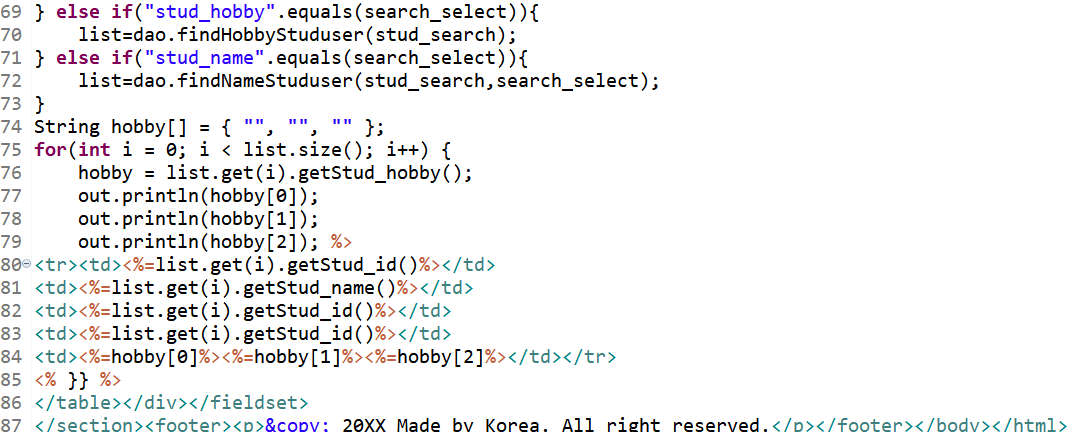 69 } else if("stud_hobby".equals(search_select)){
70 list=dao.findHobbyStuduser(stud_search);
71 } else if("stud_name".equals(search_select)){
72 list=dao.findNameStuduser(stud_search,search_select);
73 }
74 String hobby[] = { "", "", "" };
75 for(int i = 0; i < list.size(); i++) {
76 hobby = list.get(i).getStud_hobby();
77 out.println(hobby[0]);
78 out.println(hobby[1]);
79 out.println(hobby[2]); %>
80 <tr><td><%=list.get(i).getStud_id()%></td>
81 <td><%=list.get(i).getStud_name()%></td>
82 <td><%=list.get(i).getStud_id()%></td>
83 <td><%=list.get(i).getStud_id()%></td>
84 <td><%=hobby[0]%><%=hobby[1]%><%=hobby[2]%></td></tr>
85 <% }} %>
86 </table></div></fieldset>
87 </section><footer><p>&copy; 20XX Made by Korea. All right reserved.</p></footer></body></html>